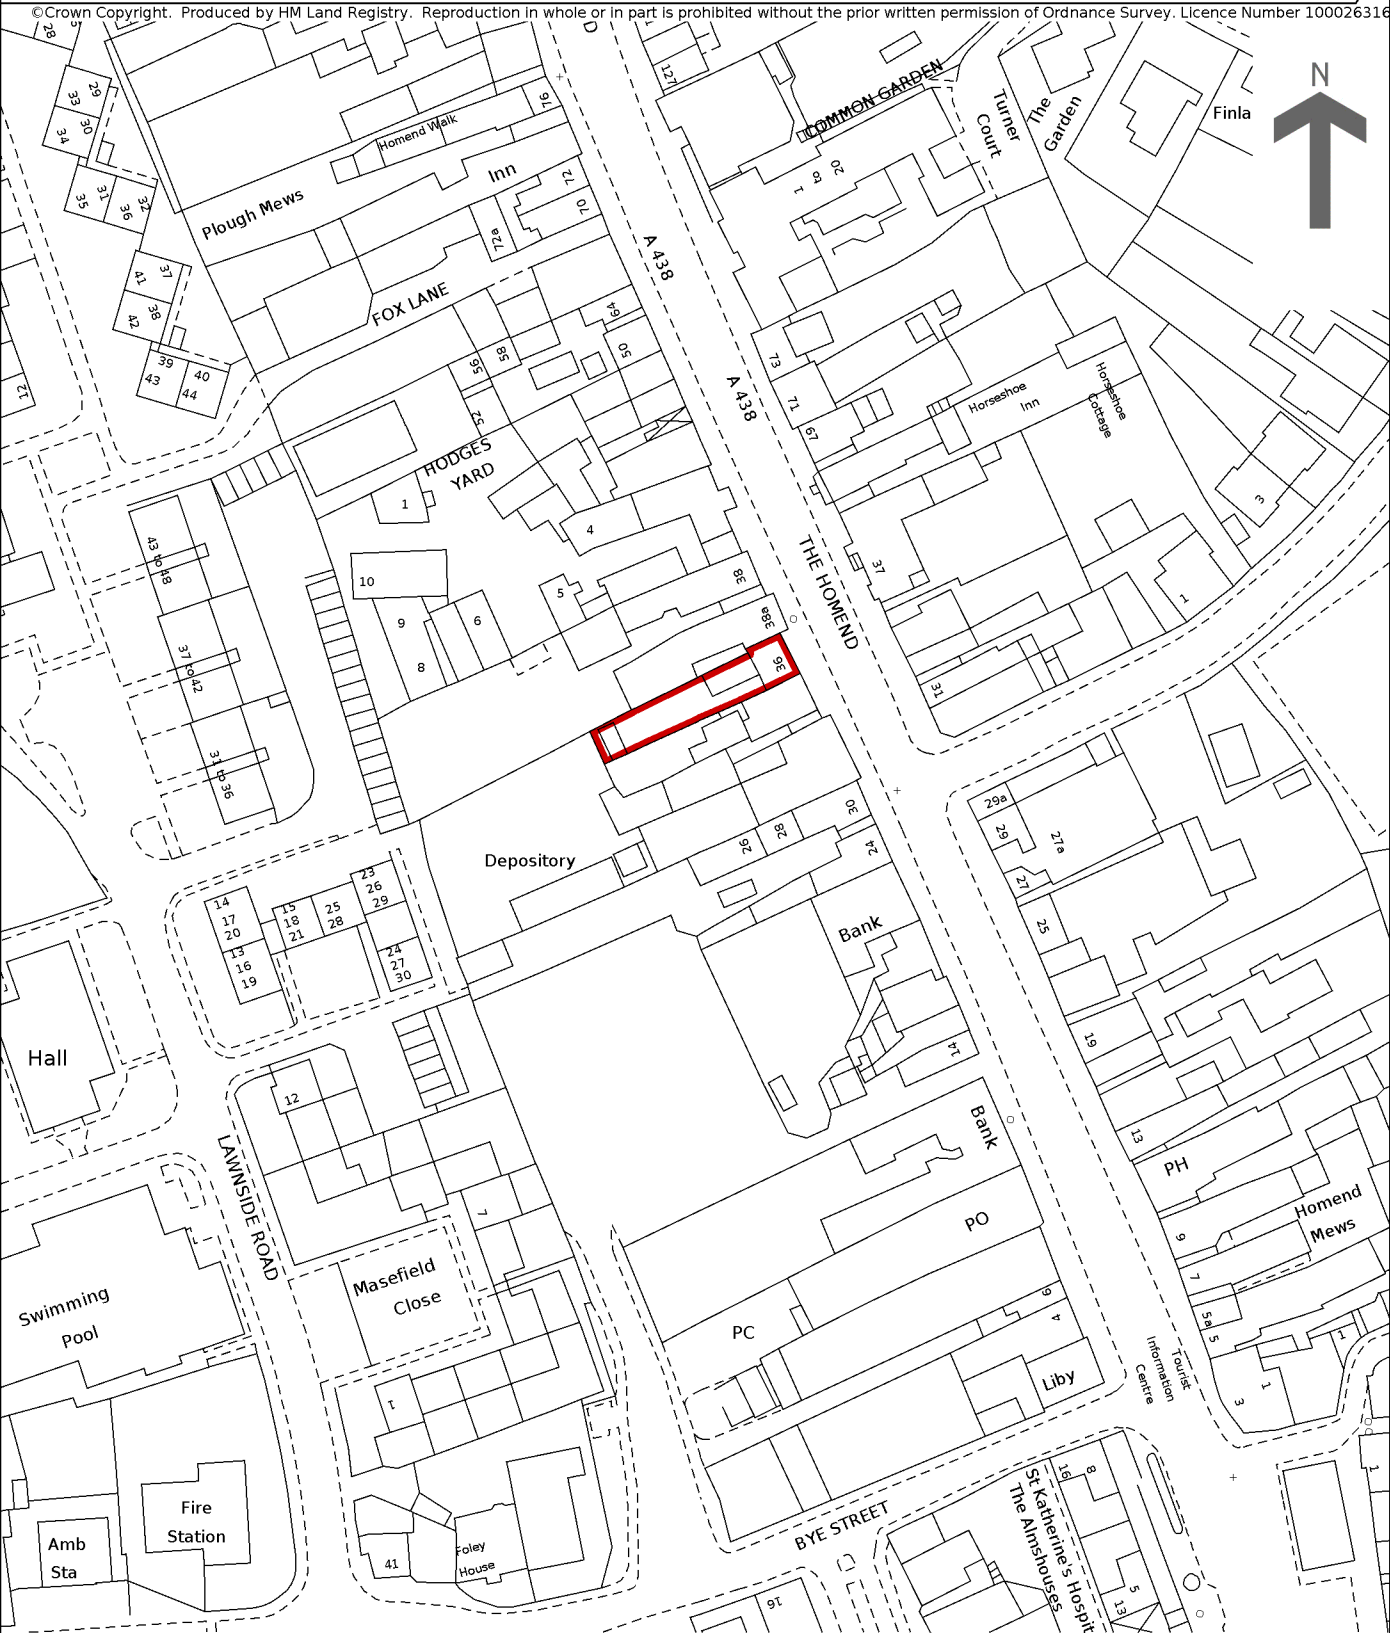 ©Crown Copyright. Produced by HM Land Registry. Reproduction in whole or in part is prohibited without the prior written permission of Ordnance Survey. Licence Number 100026316
N
28
29
33
30
34
31
35
36
32
37
41
38
42
39
43
40
44
12
D
127
76
Homend Walk
Plough Mews
Inn
72
70
72a
FOX LANE
A 438
COMMON GARDEN
1 to 20
Turner
Court
The
Garden
Finla
64
50
58
56
52
HODGES
YARD
A 438
73
71
67
Horseshoe
Inn
Horseshoe
Cottage
3
1
4
10
9
8
6
5
38
38a
36
THE HOMEND
37
31
1
43 to 48
37 to 42
31 to 36
Depository
30
28
26
24
29a
29
27a
27
25
Bank
14
17
20
13
16
19
15
18
21
25
28
23
26
29
24
27
30
Hall
12
14
19
13
Bank
PH
PO
Homend
Mews
9
7
5a
5
LAWNSIDE ROAD
7
Masefield
Close
Swimming
Pool
PC
6
4
Liby
Tourist
Information
Centre
1
1
3
1
1
Fire
Station
Amb
Sta
41
Foley
House
BYE STREET
16
8
St Katherine's Hospit
The Almshouses
5
13
16